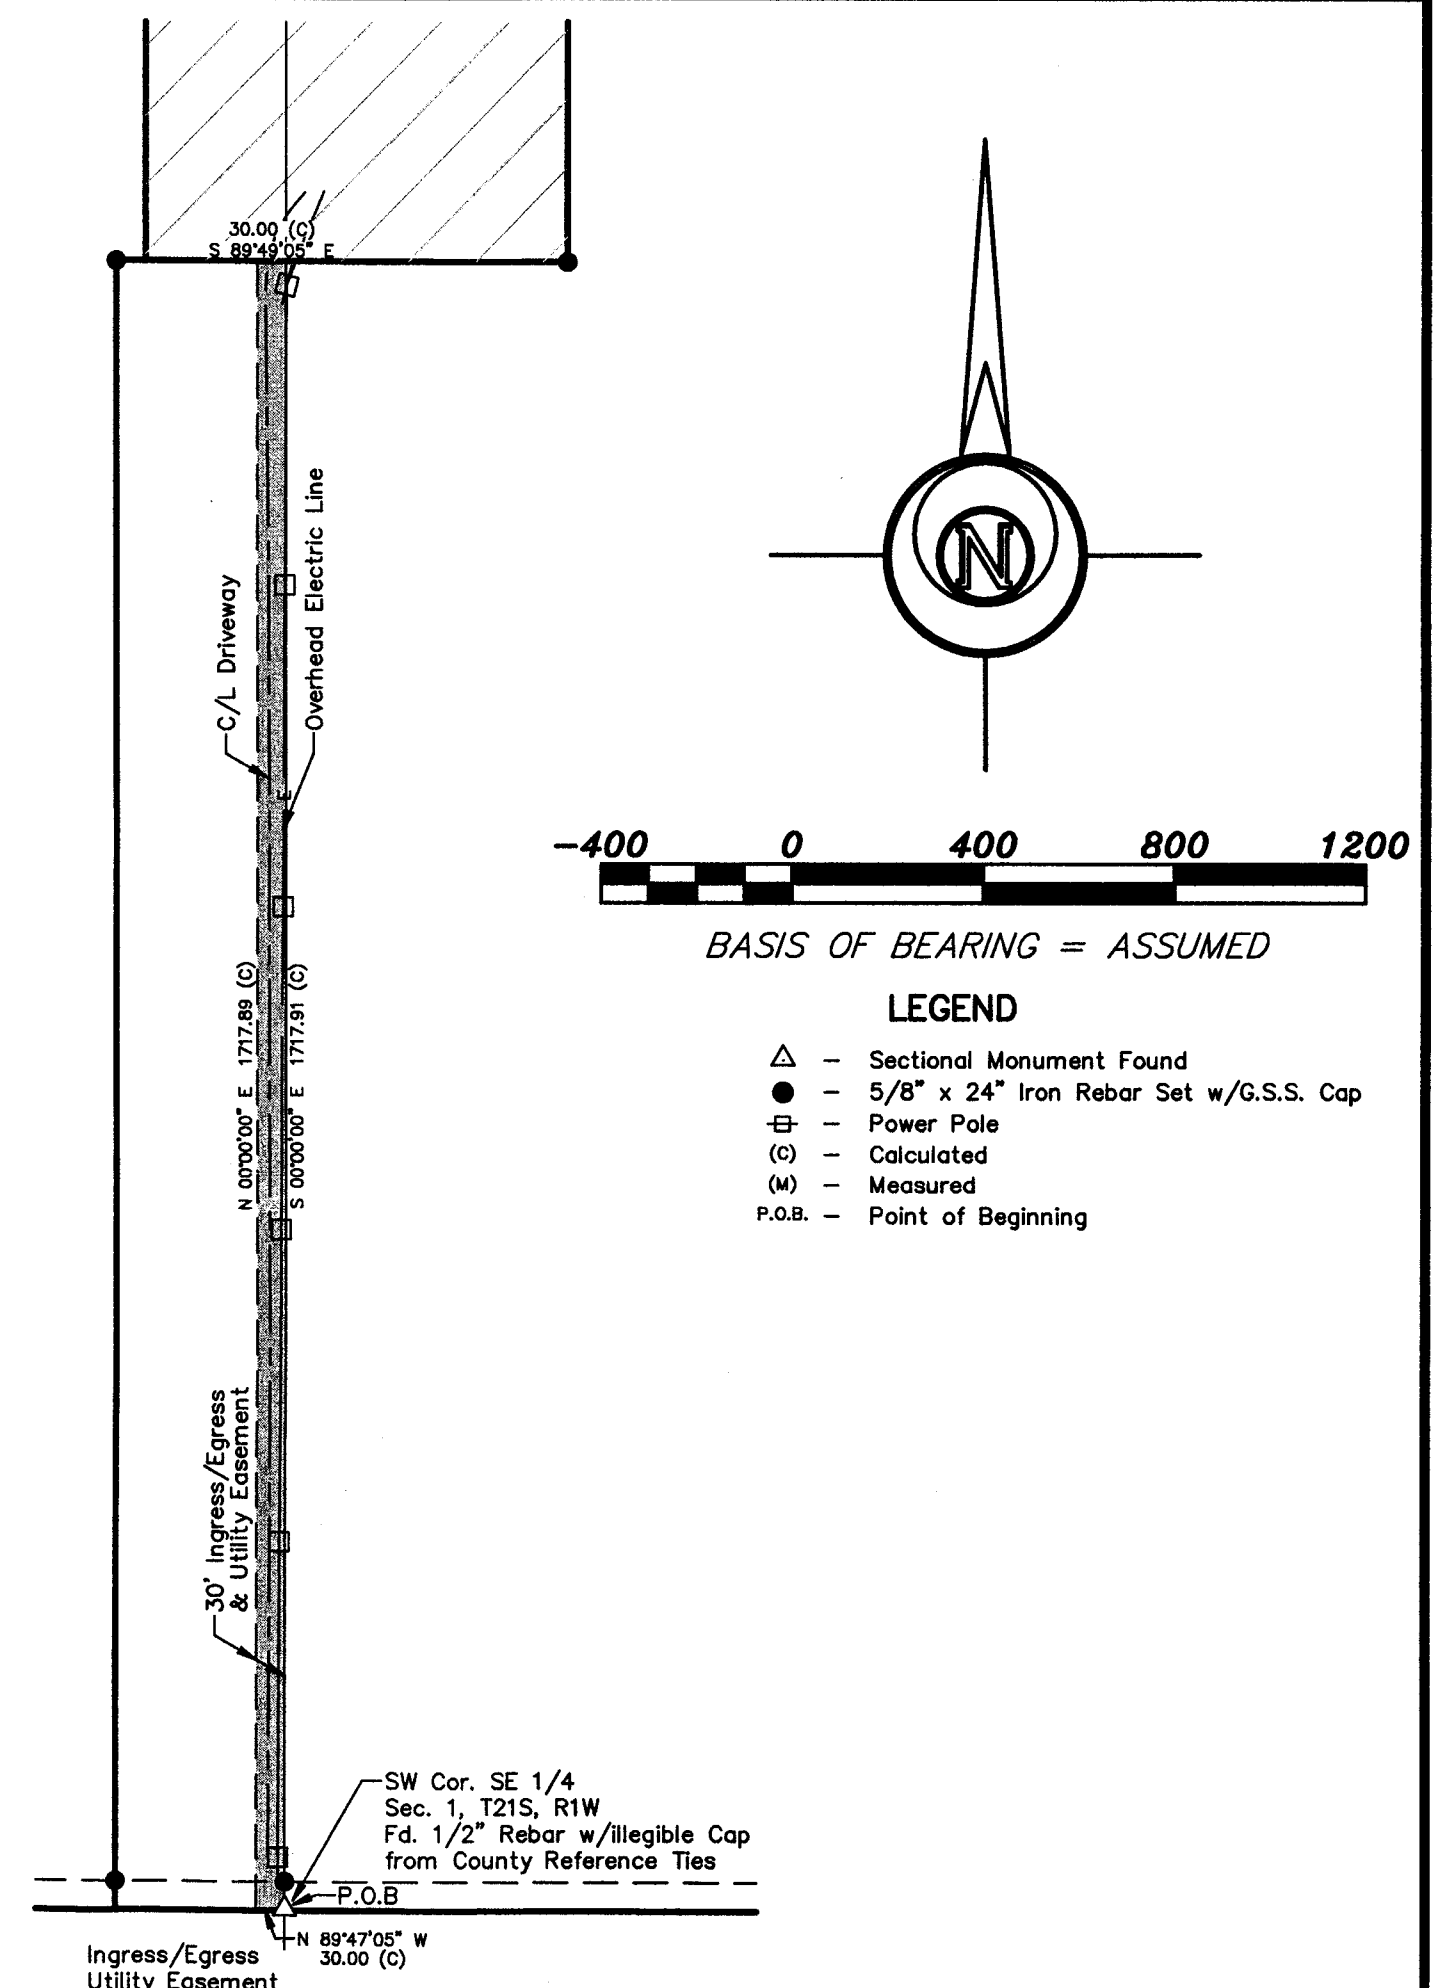 30.00 (C)
S 89°49'05" E
C/L Driveway
Overhead Electric Line
E
N 00°00'00" E 1717.89 (C)
S 00°00'00" E 1717.91 (C)
30' Ingress/Egress
& Utility Easement
SW Cor. SE 1/4
Sec. 1, T21S, R1W
Fd. 1/2" Rebar w/illegible Cap
from County Reference Ties
P.O.B
N 89°47'05" W
30.00 (C)
Ingress/Egress
Utility Easement
N
-400 0 400 800 1200
BASIS OF BEARING = ASSUMED
LEGEND
– Sectional Monument Found
– 5/8" x 24" Iron Rebar Set w/G.S.S. Cap
– Power Pole
(C) – Calculated
(M) – Measured
P.O.B. – Point of Beginning